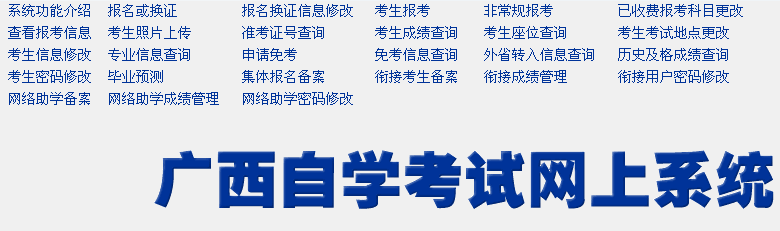 系统功能介绍 报名或换证 报名换证信息修改 考生报考 非常规报考 已收费报考科目更改
查看报考信息 考生照片上传 准考证号查询 考生成绩查询 考生座位查询 考生考试地点更改
考生信息修改 专业信息查询 申请免考 免考信息查询 外省转入信息查询 历史及格成绩查询
考生密码修改 毕业预测 集体报名备案 衔接考生备案 衔接成绩管理 衔接用户密码修改
网络助学备案 网络助学成绩管理 网络助学密码修改
广西自学考试网上系统